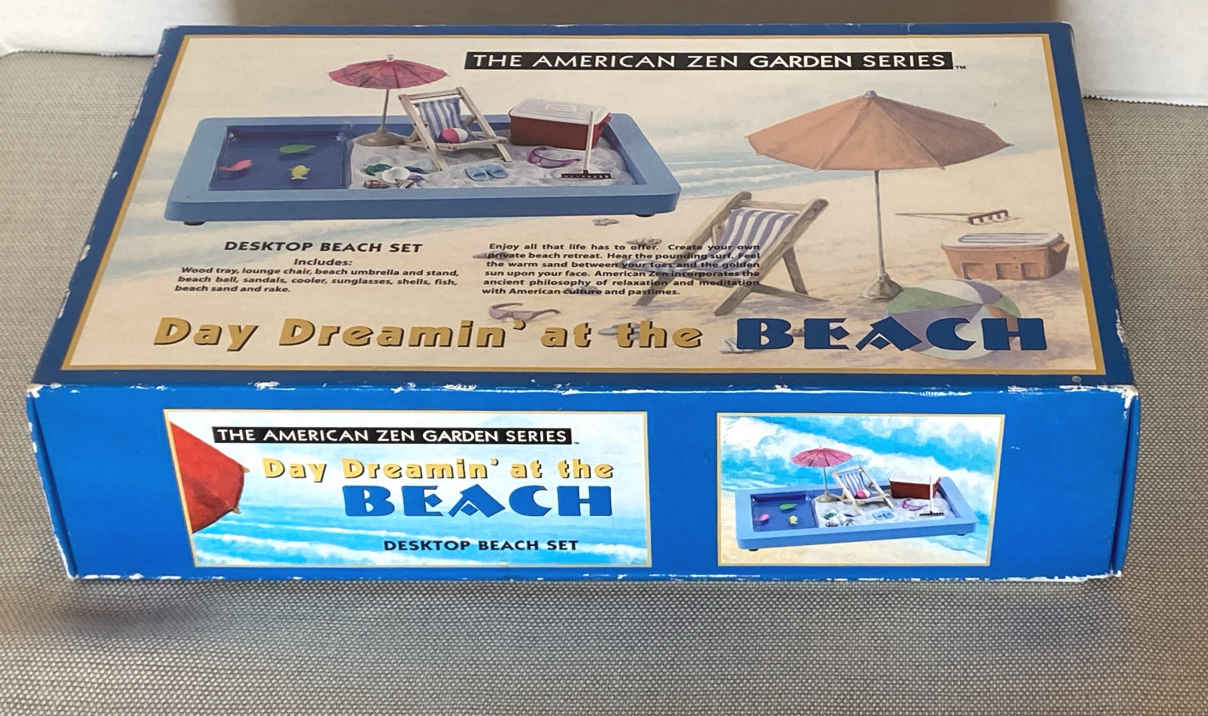 THE AMERICAN ZEN GARDEN SERIES™
DESKTOP BEACH SET
Includes:
Wood tray, lounge chair, beach umbrella and stand,
beach ball, sandals, cooler, sunglasses, shells, fish,
beach sand and rake.
Enjoy all that life has to offer. Create your own
private beach retreat. Hear the pounding surf. Feel
the warm sand between your toes and the golden
sun upon your face. American Zen incorporates the
ancient philosophy of relaxation and meditation
with American culture and pastimes.
Day Dreamin' at the BEACH
THE AMERICAN ZEN GARDEN SERIES™
Day Dreamin' at the
BEACH
DESKTOP BEACH SET